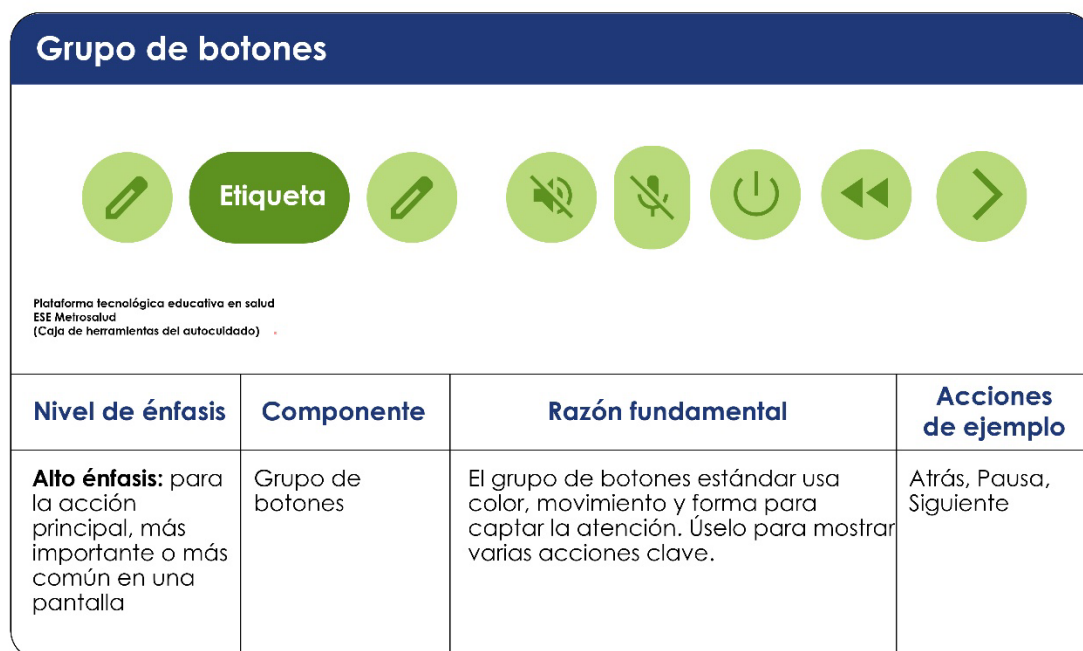 Grupo de botones
Etiqueta
Plataforma tecnológica educativa en salud
ESE Metrosalud
(Caja de herramientas del autocuidado)
Nivel de énfasis
Componente
Razón fundamental
Acciones
de ejemplo
Alto énfasis: para
la acción
principal, más
importante o más
común en una
pantalla
Grupo de
botones
El grupo de botones estándar usa
color, movimiento y forma para
captar la atención. Úselo para mostrar
varias acciones clave.
Atrás, Pausa,
Siguiente